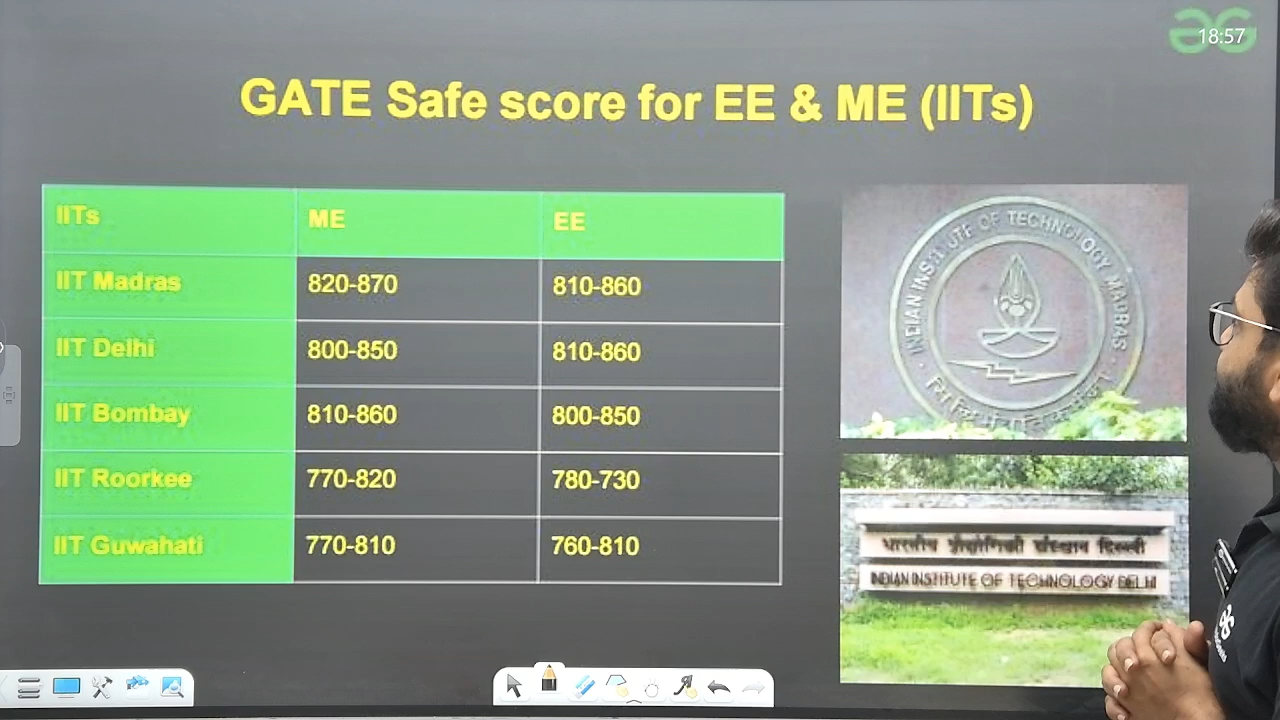 18:57
GATE Safe score for EE & ME (IITs)
IITs ME EE
IIT Madras 820-870 810-860
IIT Delhi 800-850 810-860
IIT Bombay 810-860 800-850
IIT Roorkee 770-820 780-730
IIT Guwahati 770-810 760-810
INDIAN INSTITUTE OF TECHNOLOGY MADRAS
भारतीय प्रौद्योगिकी संस्थान दिल्ली
INDIAN INSTITUTE OF TECHNOLOGY DELHI